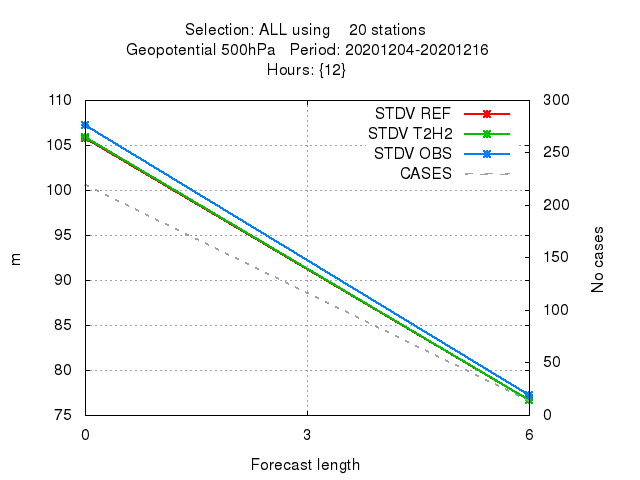 Selection: ALL using    20 stations
Geopotential 500hPa   Period: 20201204-20201216
Hours: {12}
110
105
100
95
90
85
80
75
m
300
250
200
150
100
50
0
No cases
STDV REF
STDV T2H2
STDV OBS
CASES
0
3
6
Forecast length